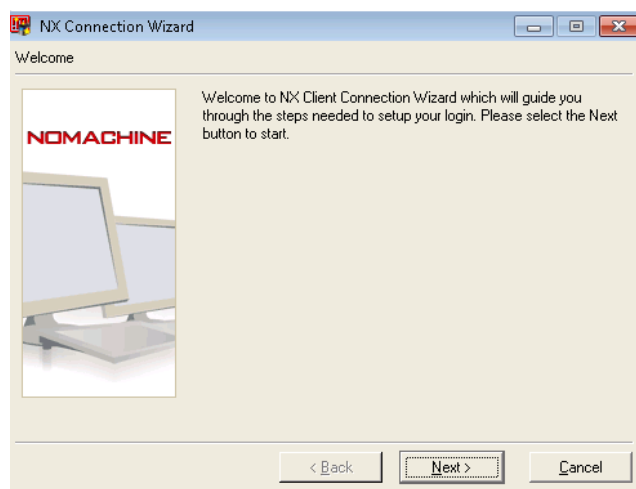 NX Connection Wizard
Welcome
NOMACHINE
Welcome to NX Client Connection Wizard which will guide you
through the steps needed to setup your login. Please select the Next
button to start.
< Back
Next >
Cancel